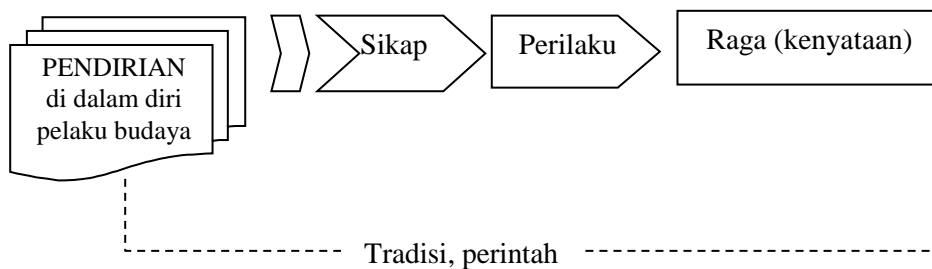 PENDIRIAN
di dalam diri
pelaku budaya
Sikap
Perilaku
Raga (kenyataan)
Tradisi, perintah